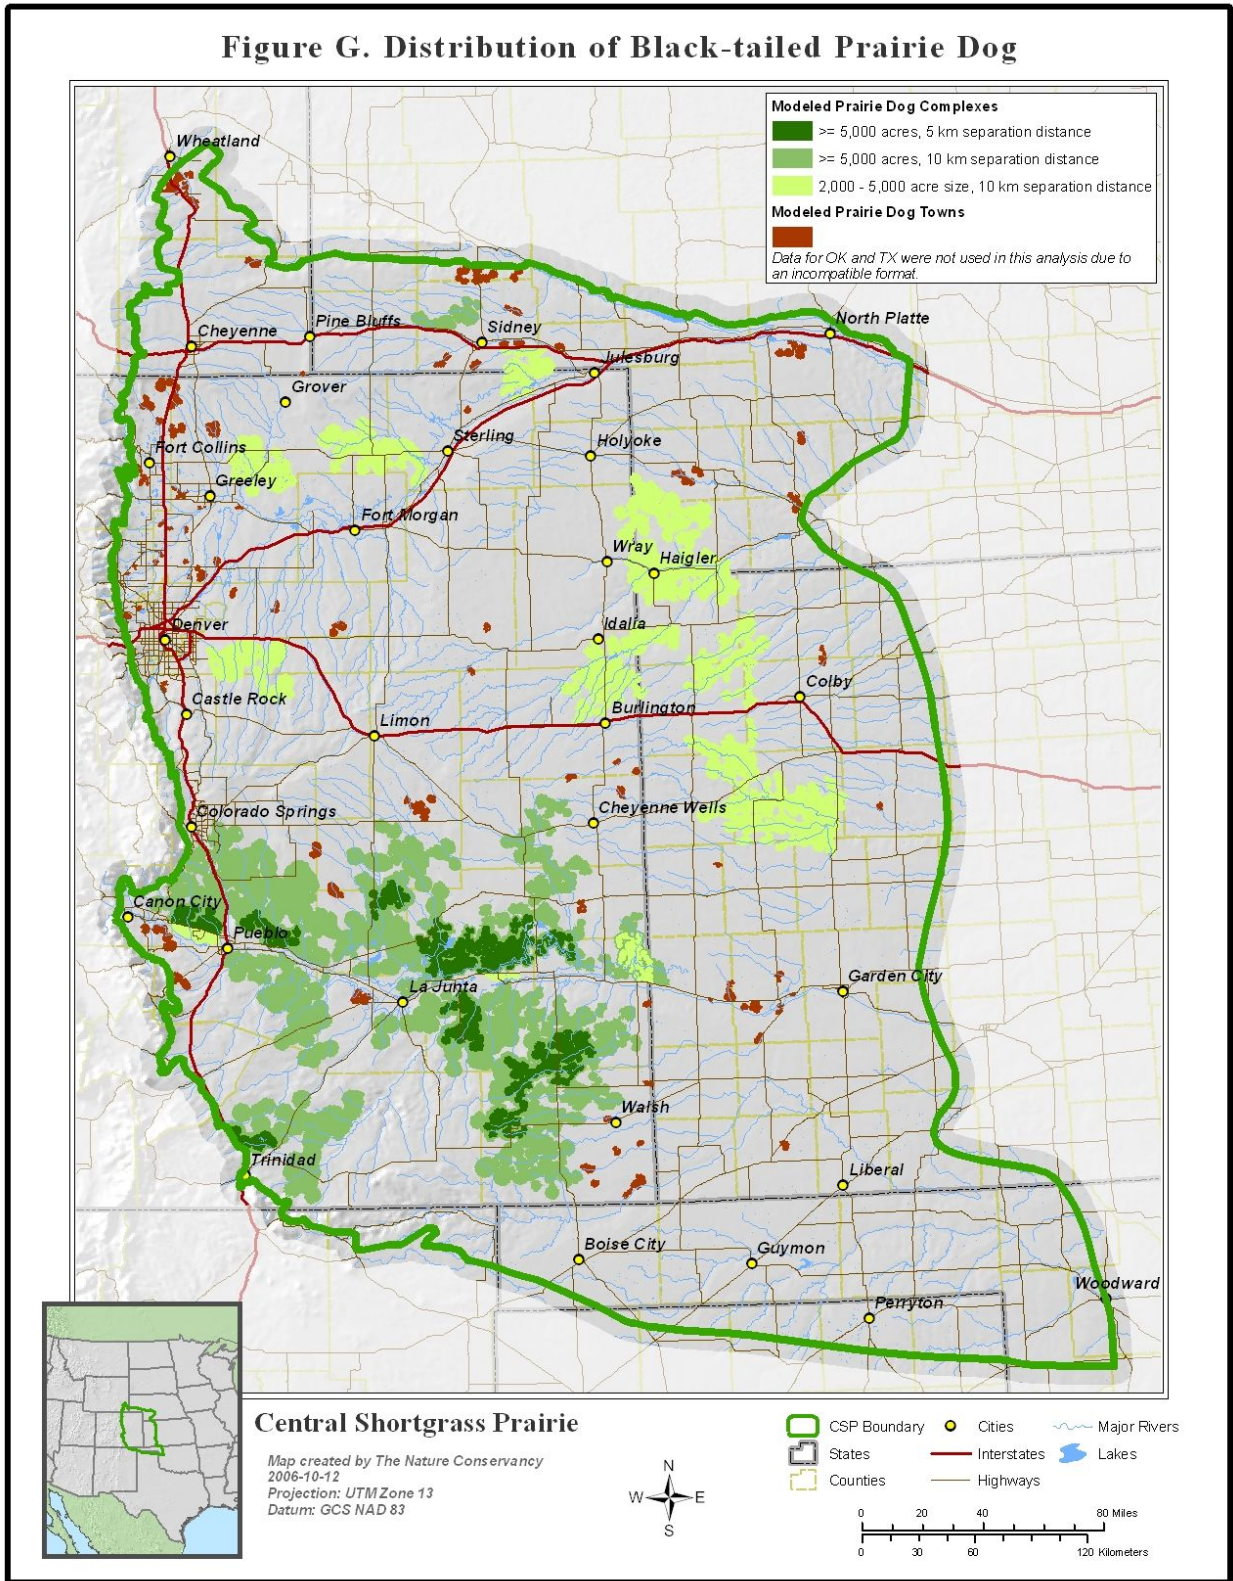 Figure G. Distribution of Black-tailed Prairie Dog
Modeled Prairie Dog Complexes
>= 5,000 acres, 5 km separation distance
>= 5,000 acres, 10 km separation distance
2,000 - 5,000 acre size, 10 km separation distance
Modeled Prairie Dog Towns
Data for OK and TX were not used in this analysis due to
an incompatible format.
Wheatland
Cheyenne
Pine Bluffs
Sidney
North Platte
Julesburg
Grover
Fort Collins
Sterling
Holyoke
Greeley
Fort Morgan
Wray
Haigler
Denver
Idalia
Castle Rock
Limon
Burlington
Colby
Colorado Springs
Cheyenne Wells
Canon City
Pueblo
La Junta
Garden City
Walsh
Trinidad
Liberal
Boise City
Guymon
Woodward
Perryton
Central Shortgrass Prairie
Map created by The Nature Conservancy
2006-10-12
Projection: UTM Zone 13
Datum: GCS NAD 83
N
W E
S
CSP Boundary
Cities
Major Rivers
States
Interstates
Lakes
Counties
Highways
0 20 40 80 Miles
0 30 60 120 Kilometers